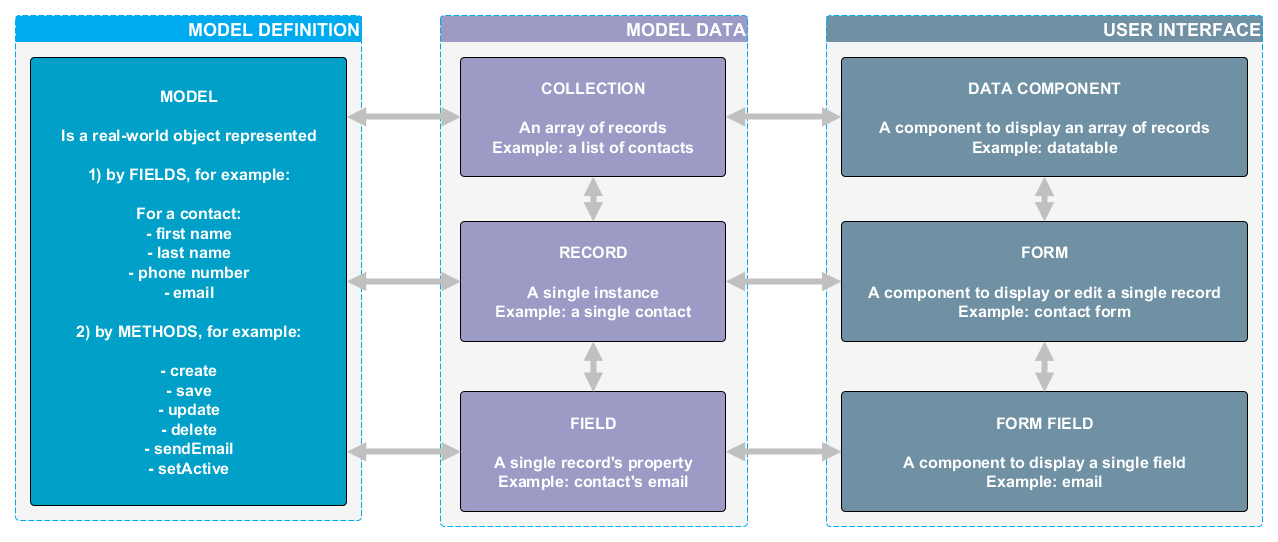 MODEL DEFINITION
MODEL
Is a real-world object represented
1) by FIELDS, for example:
For a contact:
- first name
- last name
- phone number
- email
2) by METHODS, for example:
- create
- save
- update
- delete
- sendEmail
- setActive
MODEL DATA
COLLECTION
An array of records
Example: a list of contacts
RECORD
A single instance
Example: a single contact
FIELD
A single record's property
Example: contact's email
USER INTERFACE
DATA COMPONENT
A component to display an array of records
Example: datatable
FORM
A component to display or edit a single record
Example: contact form
FORM FIELD
A component to display a single field
Example: email